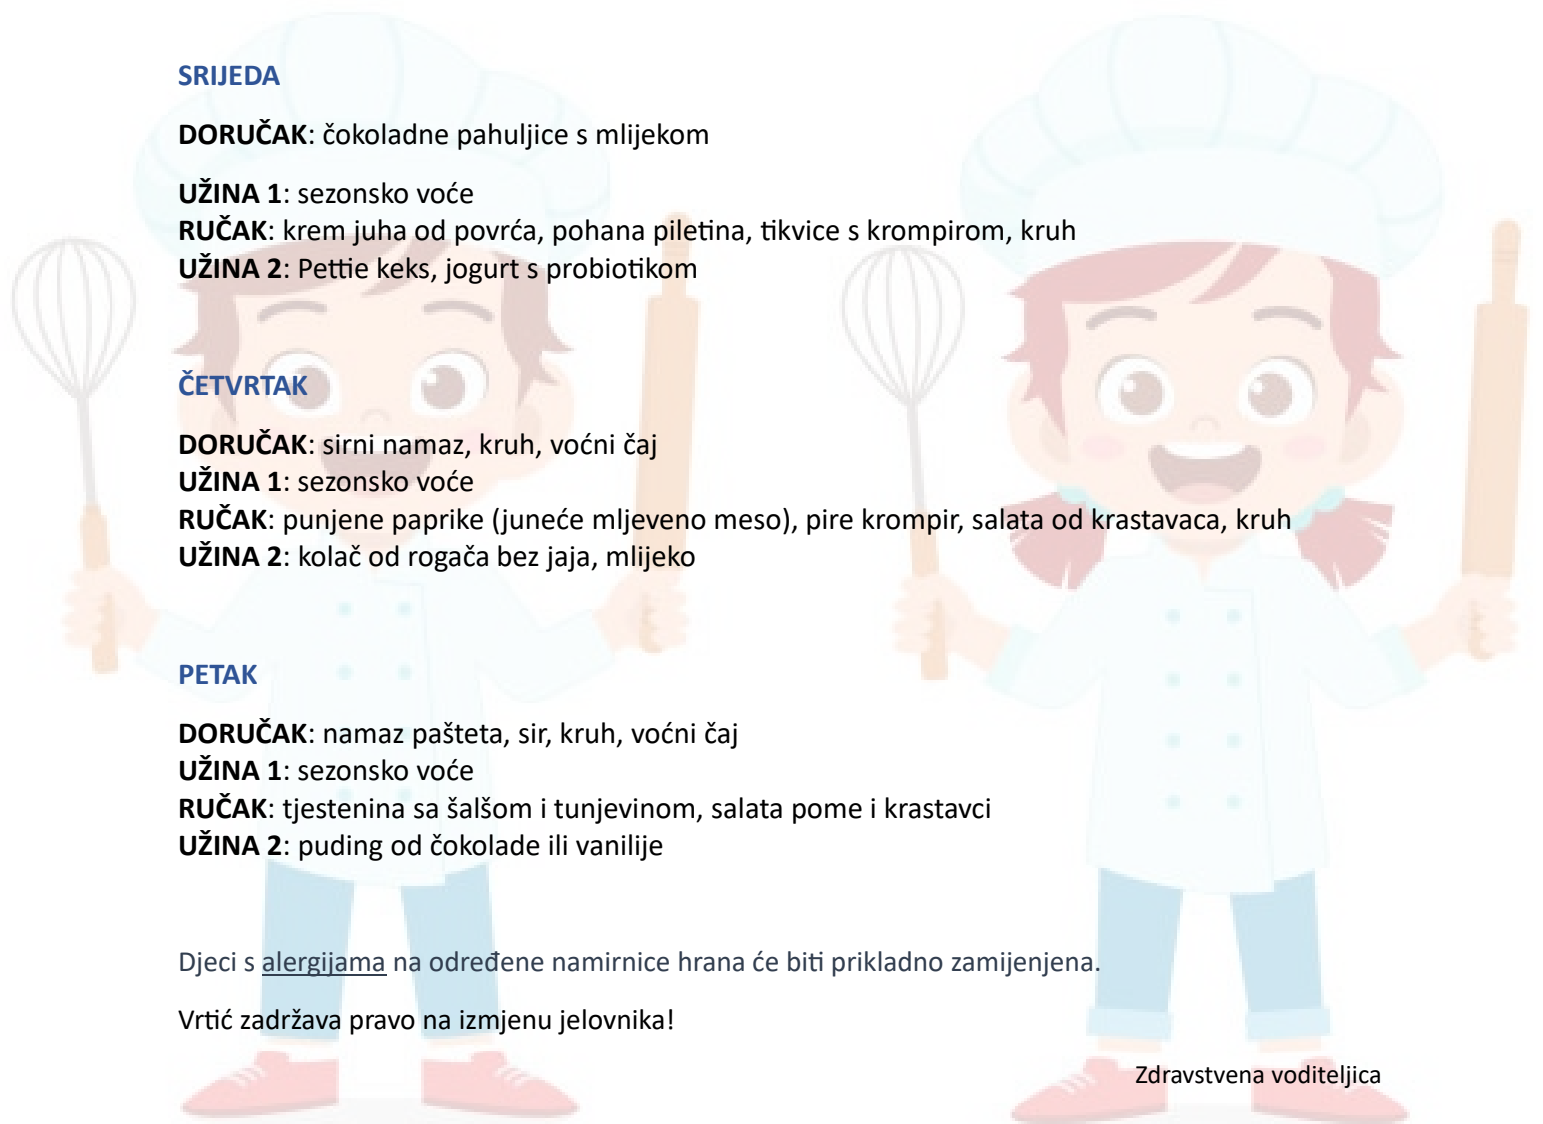 SRIJEDA
DORUČAK: čokoladne pahuljice s mlijekom
UŽINA 1: sezonsko voće
RUČAK: krem juha od povrća, pohana piletina, tikvice s krompirom, kruh
UŽINA 2: Pettie keks, jogurt s probiotikom
ČETVRTAK
DORUČAK: sirni namaz, kruh, voćni čaj
UŽINA 1: sezonsko voće
RUČAK: punjene paprike (juneće mljeveno meso), pire krompir, salata od krastavaca, kruh
UŽINA 2: kolač od rogača bez jaja, mlijeko
PETAK
DORUČAK: namaz pašteta, sir, kruh, voćni čaj
UŽINA 1: sezonsko voće
RUČAK: tjestenina sa šalšom i tunjevinom, salata pome i krastavci
UŽINA 2: puding od čokolade ili vanilije
Djeci s alergijama na određene namirnice hrana će biti prikladno zamijenjena.
Vrtić zadržava pravo na izmjenu jelovnika!
Zdravstvena voditeljica